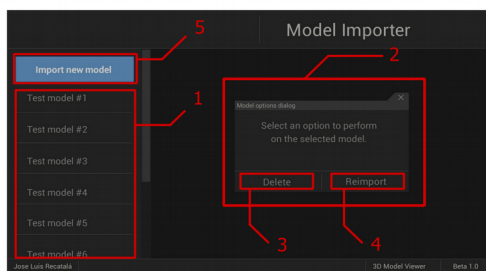 5
Model Importer
2
Import new model
Test model #1
1
Model options dialog
×
Test model #2
Select an option to perform
on the selected model.
Test model #3
Delete
Reimport
Test model #4
Test model #5
3
4
Test model #6
Jose Luis Recatalá
3D Model Viewer
Beta 1.0